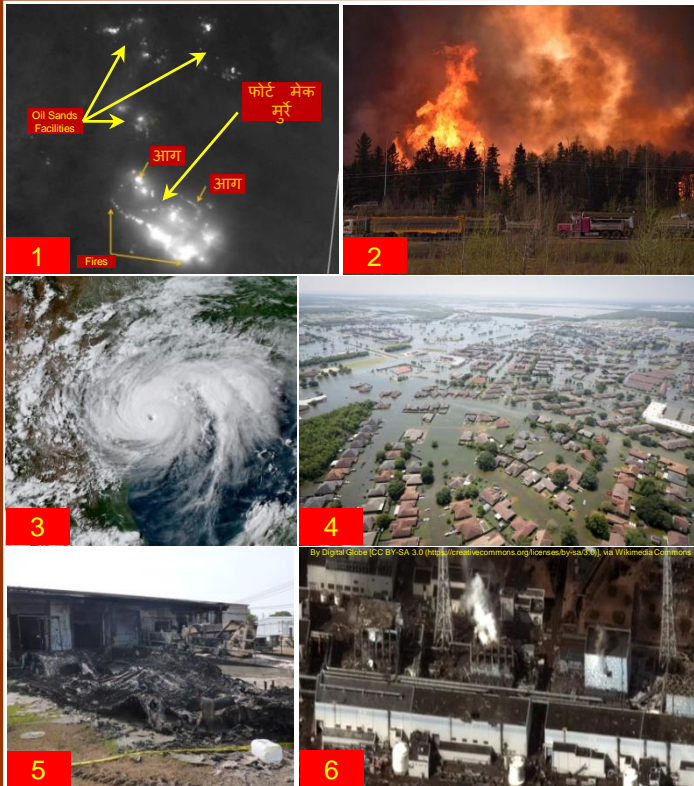 Oil Sands
Facilities
फोर्ट मेक
मुर्रे
आग
आग
Fires
1
2
3
4
By Digital Globe [CC BY-SA 3.0 (https://creativecommons.org/licenses/by-sa/3.0)], via Wikimedia Commons
5
6